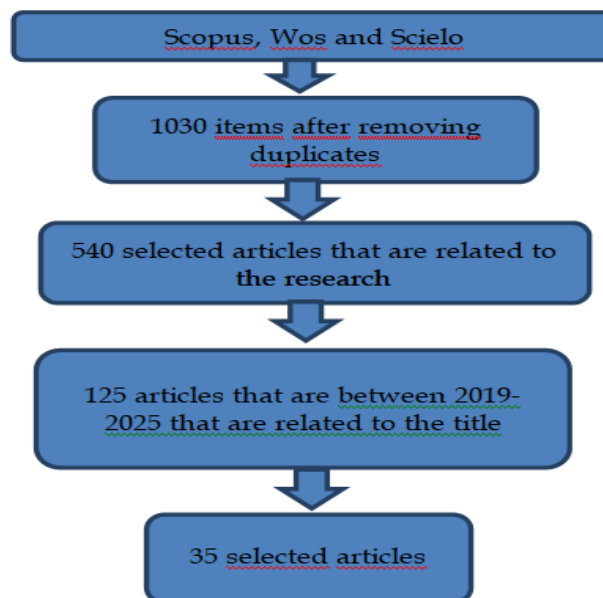 Scopus, Wos and Scielo
1030 items after removing
duplicates
540 selected articles that are related to
the research
125 articles that are between 2019-
2025 that are related to the title
35 selected articles